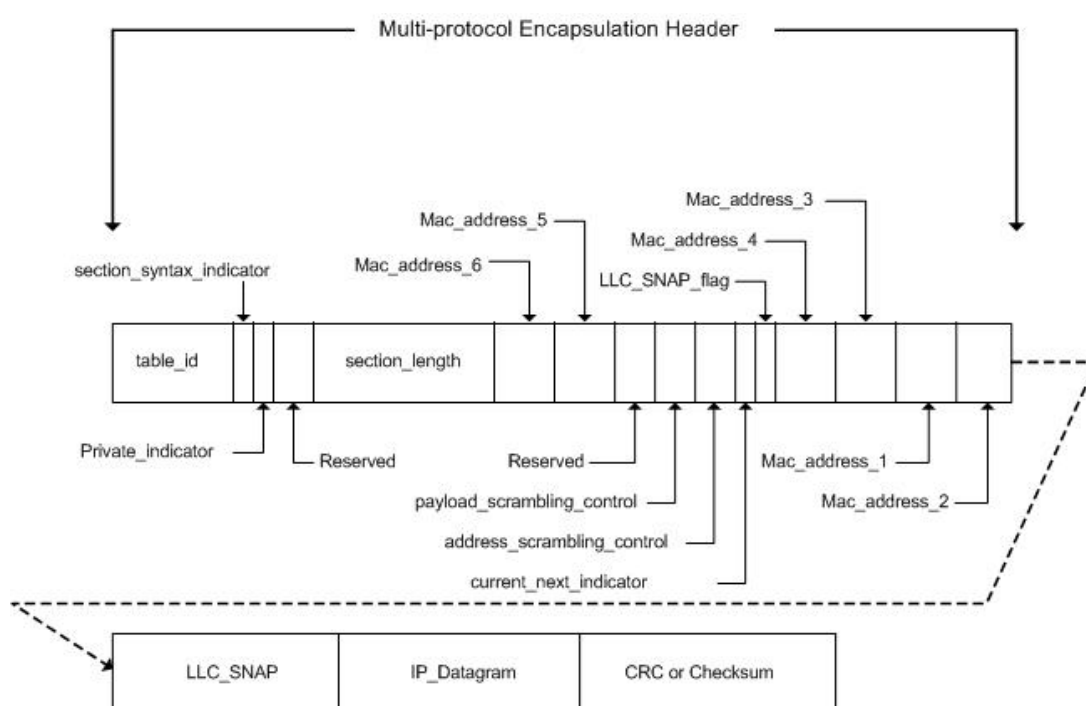 Multi-protocol Encapsulation Header
Mac_address_3
Mac_address_5
Mac_address_4
Mac_address_6
section_syntax_indicator
LLC_SNAP_flag
table_id
section_length
Private_indicator
Reserved
Reserved
Mac_address_1
payload_scrambling_control
Mac_address_2
address_scrambling_control
current_next_indicator
LLC_SNAP
IP_Datagram
CRC or Checksum